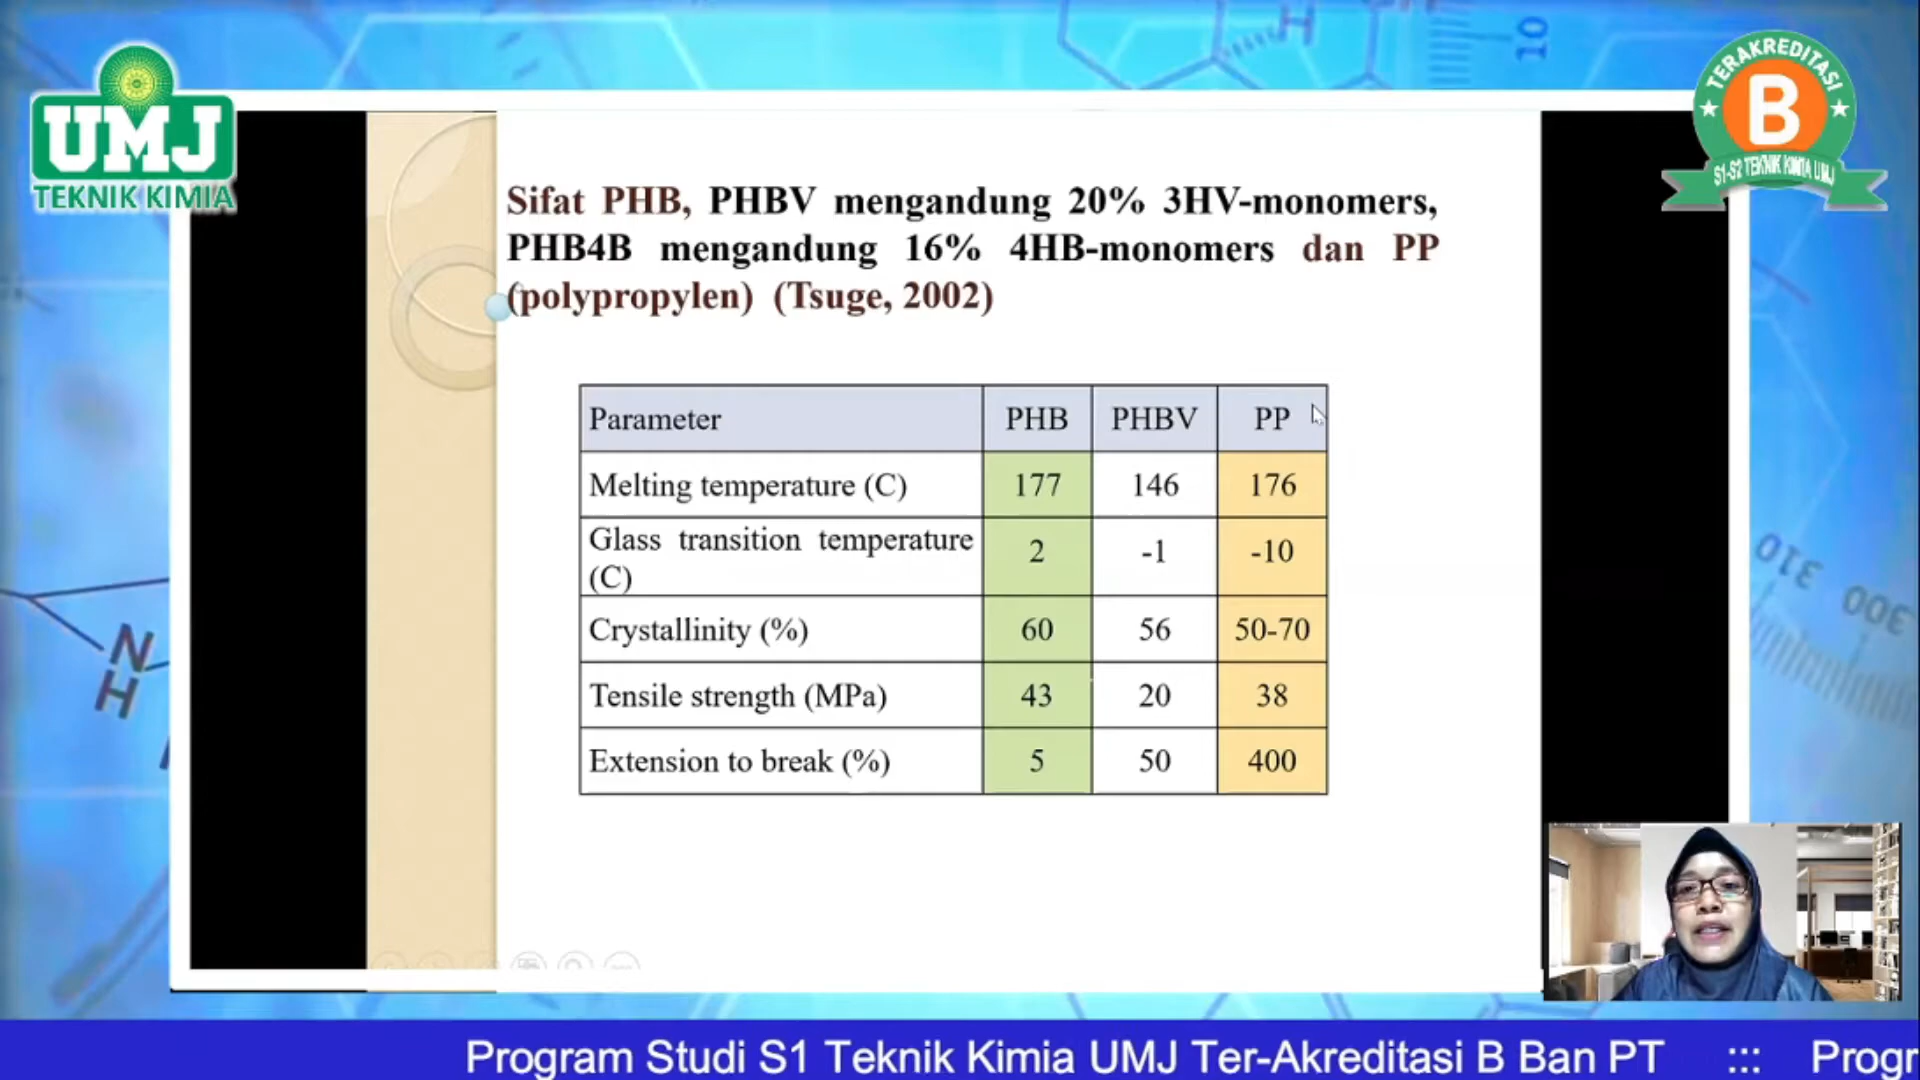 UMJ
TEKNIK KIMIA
TERAKREDITASI
B
S1-S2 TEKNIK KIMIA UMJ
Sifat PHB, PHBV mengandung 20% 3HV-monomers,
PHB4B mengandung 16% 4HB-monomers dan PP
(polypropylen) (Tsuge, 2002)
Parameter PHB PHBV PP
Melting temperature (C) 177 146 176
Glass transition temperature
(C) 2 -1 -10
Crystallinity (%) 60 56 50-70
Tensile strength (MPa) 43 20 38
Extension to break (%) 5 50 400
H
10
N
H
310
300
Program Studi S1 Teknik Kimia UMJ Ter-Akreditasi B Ban PT ::: Progr